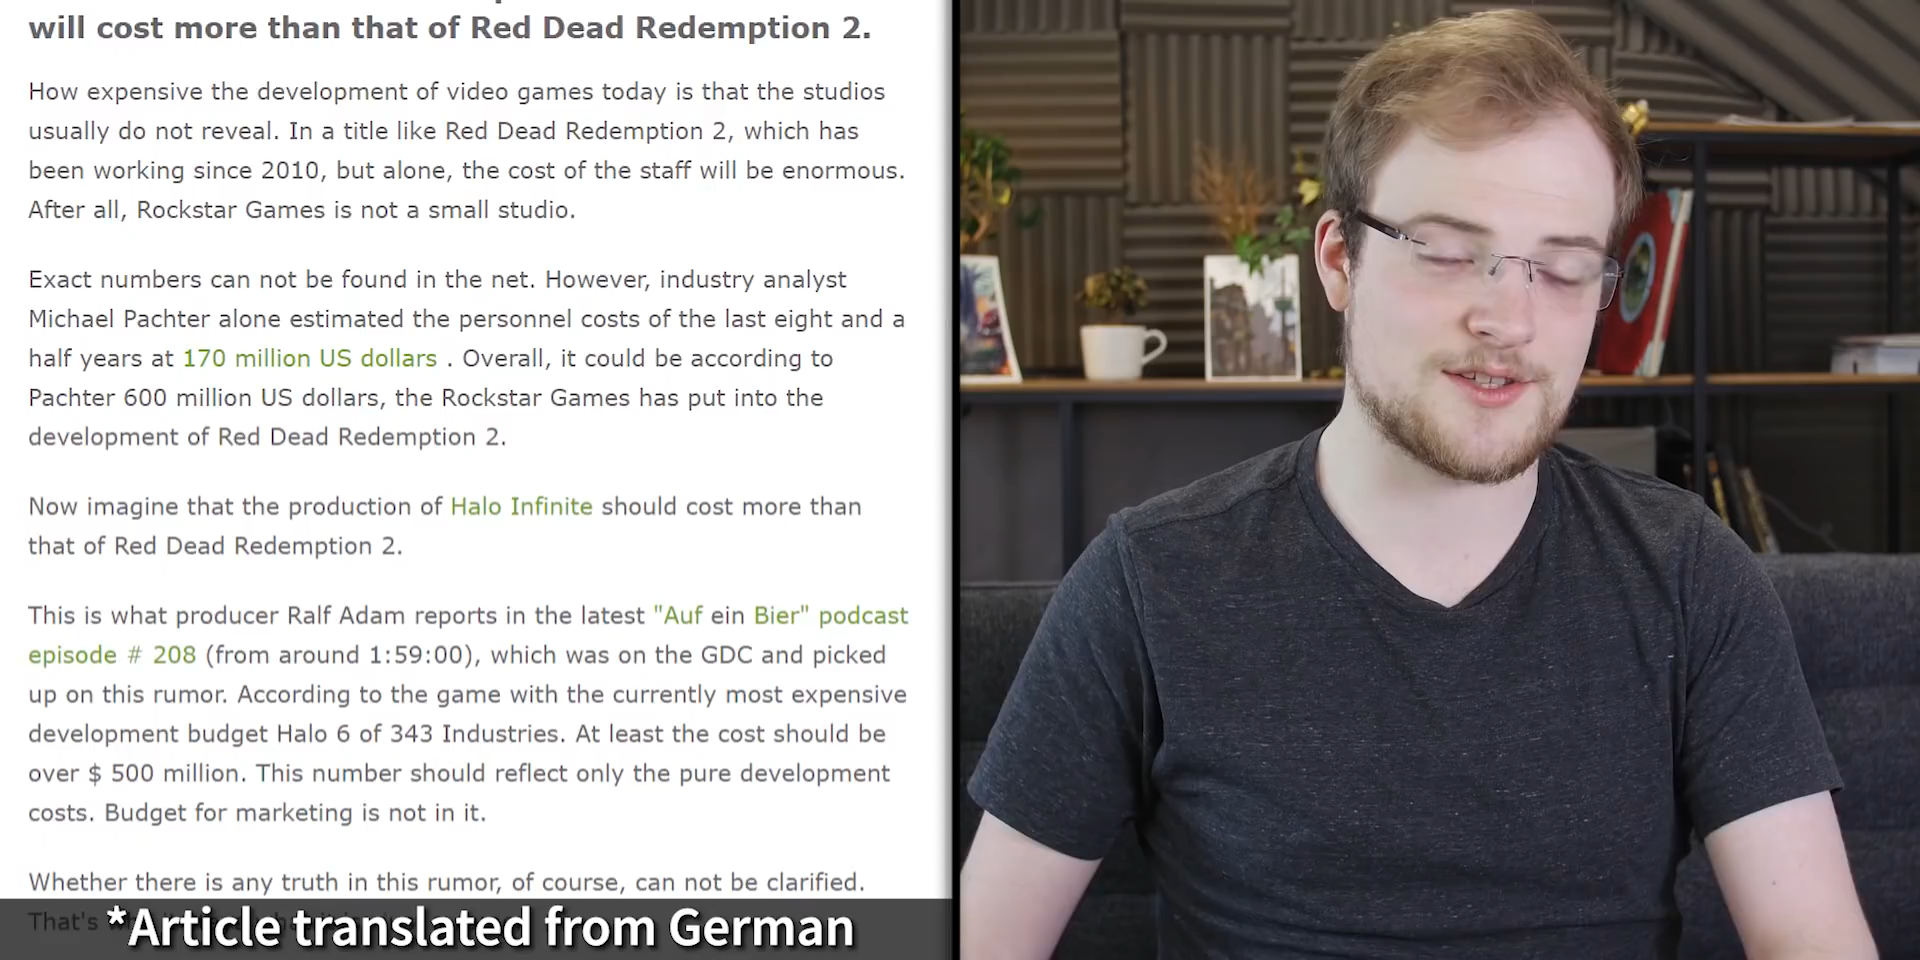 will cost more than that of Red Dead Redemption 2.
How expensive the development of video games today is that the studios
usually do not reveal. In a title like Red Dead Redemption 2, which has
been working since 2010, but alone, the cost of the staff will be enormous.
After all, Rockstar Games is not a small studio.
Exact numbers can not be found in the net. However, industry analyst
Michael Pachter alone estimated the personnel costs of the last eight and a
half years at 170 million US dollars . Overall, it could be according to
Pachter 600 million US dollars, the Rockstar Games has put into the
development of Red Dead Redemption 2.
Now imagine that the production of Halo Infinite should cost more than
that of Red Dead Redemption 2.
This is what producer Ralf Adam reports in the latest "Auf ein Bier" podcast
episode # 208 (from around 1:59:00), which was on the GDC and picked
up on this rumor. According to the game with the currently most expensive
development budget Halo 6 of 343 Industries. At least the cost should be
over $ 500 million. This number should reflect only the pure development
costs. Budget for marketing is not in it.
Whether there is any truth in this rumor, of course, can not be clarified.
That's
*Article translated from German